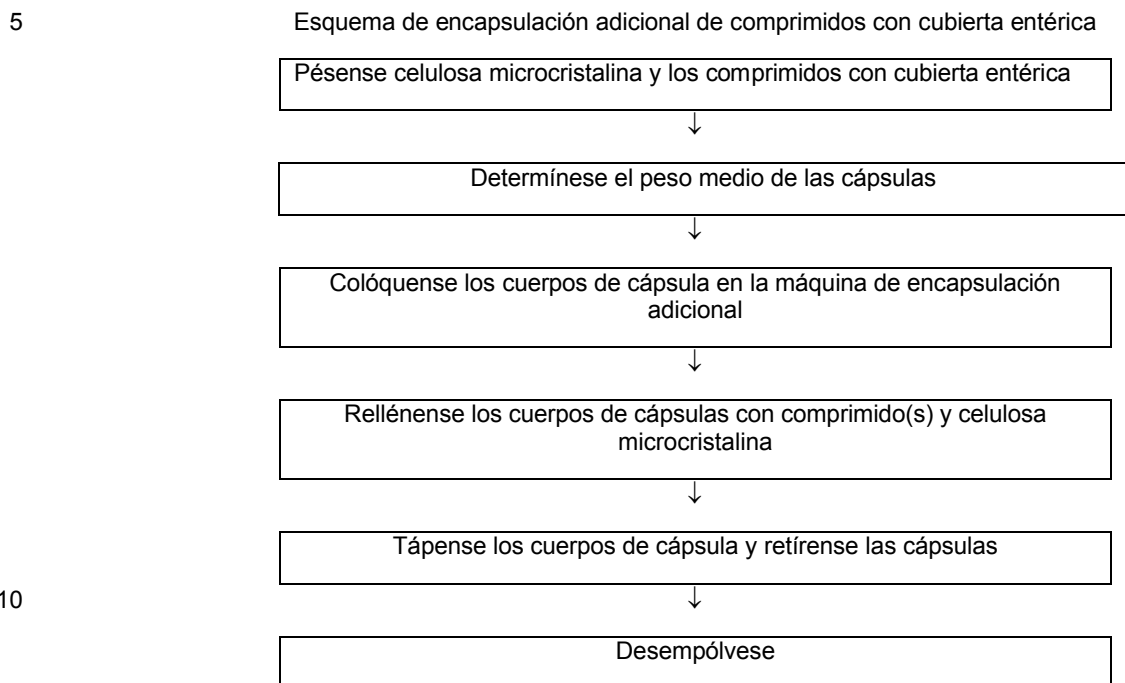 5 Esquema de encapsulación adicional de comprimidos con cubierta entérica
Pésense celulosa microcristalina y los comprimidos con cubierta entérica
↓
Determínese el peso medio de las cápsulas
↓
Colóquense los cuerpos de cápsula en la máquina de encapsulación
adicional
↓
Rellénense los cuerpos de cápsulas con comprimido(s) y celulosa
microcristalina
↓
Tápense los cuerpos de cápsula y retírense las cápsulas
10 ↓
Desempólvese